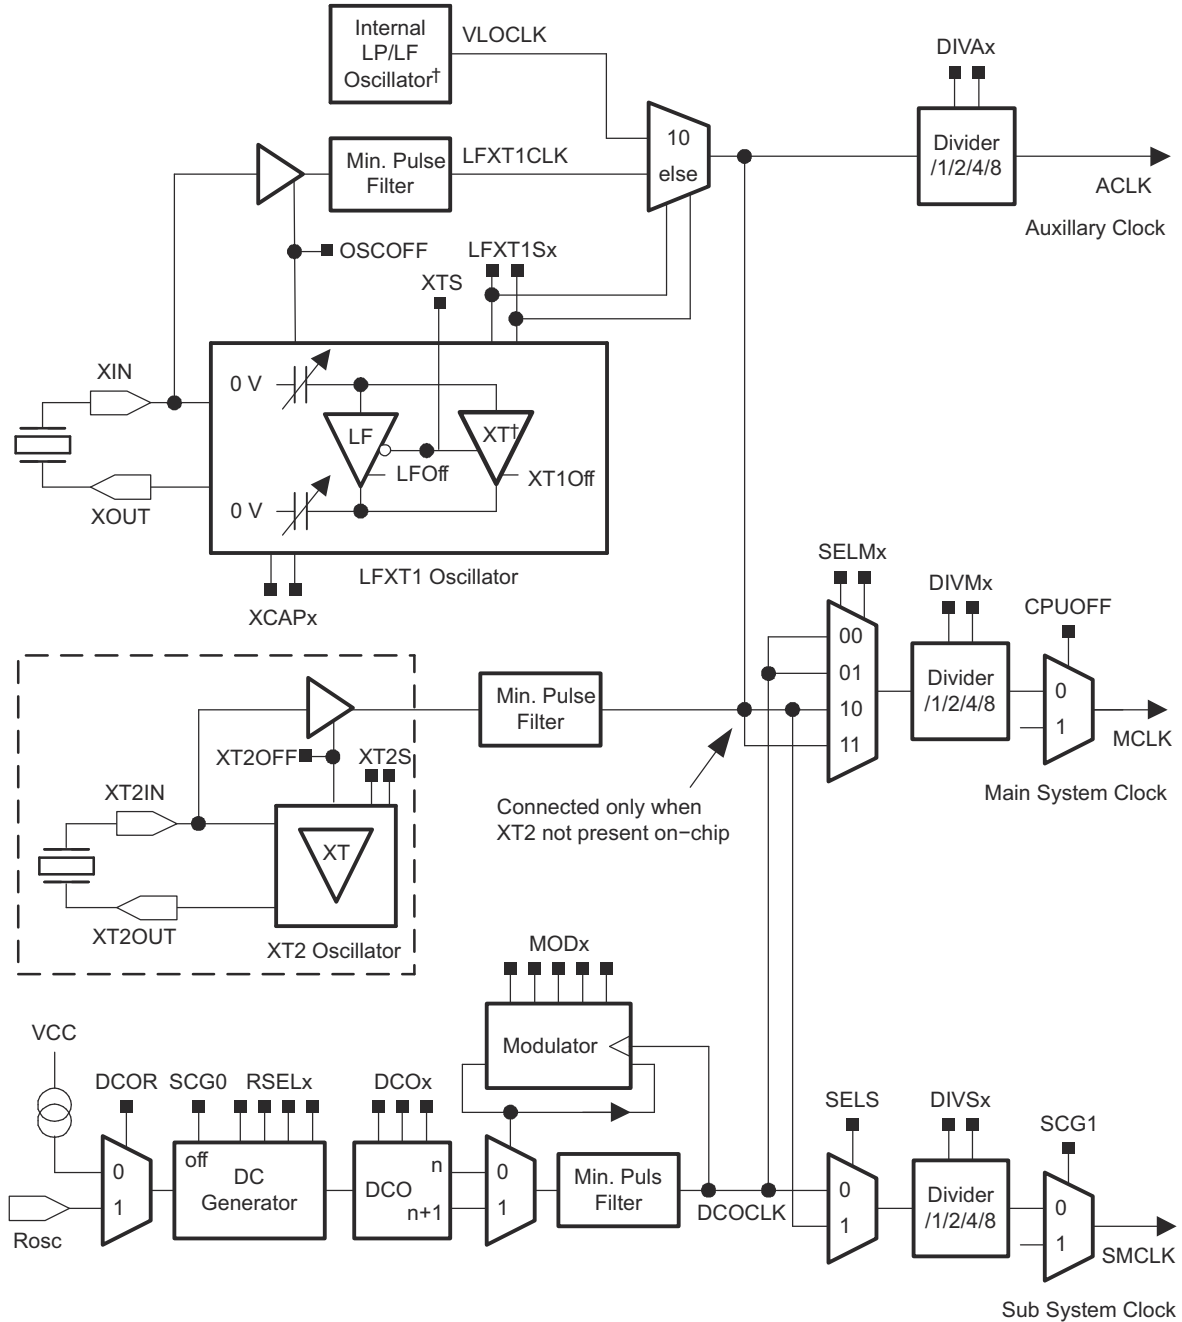 Internal
LP/LF
Oscillator†
VLOCLK
DIVAx
10
else
Divider
/1/2/4/8
ACLK
Auxillary Clock
Min. Pulse
Filter
LFXT1CLK
OSCOFF
LFXT1Sx
XTS
XIN
XOUT
0 V
LF
XT†
LFOff
XT1Off
0 V
LFXT1 Oscillator
XCAPx
SELMx
00
01
10
11
DIVMx
Divider
/1/2/4/8
CPUOFF
0
1
MCLK
Main System Clock
Min. Pulse
Filter
XT2OFF
XT2S
XT2IN
XT
XT2OUT
XT2 Oscillator
Connected only when
XT2 not present on−chip
MODx
Modulator
VCC
DCOR
SCG0
RSELx
DCOx
0
1
Rosc
off
DC
Generator
DCO
n
n+1
0
1
Min. Puls
Filter
DCOCLK
SELS
0
1
DIVSx
Divider
/1/2/4/8
SCG1
0
1
SMCLK
Sub System Clock